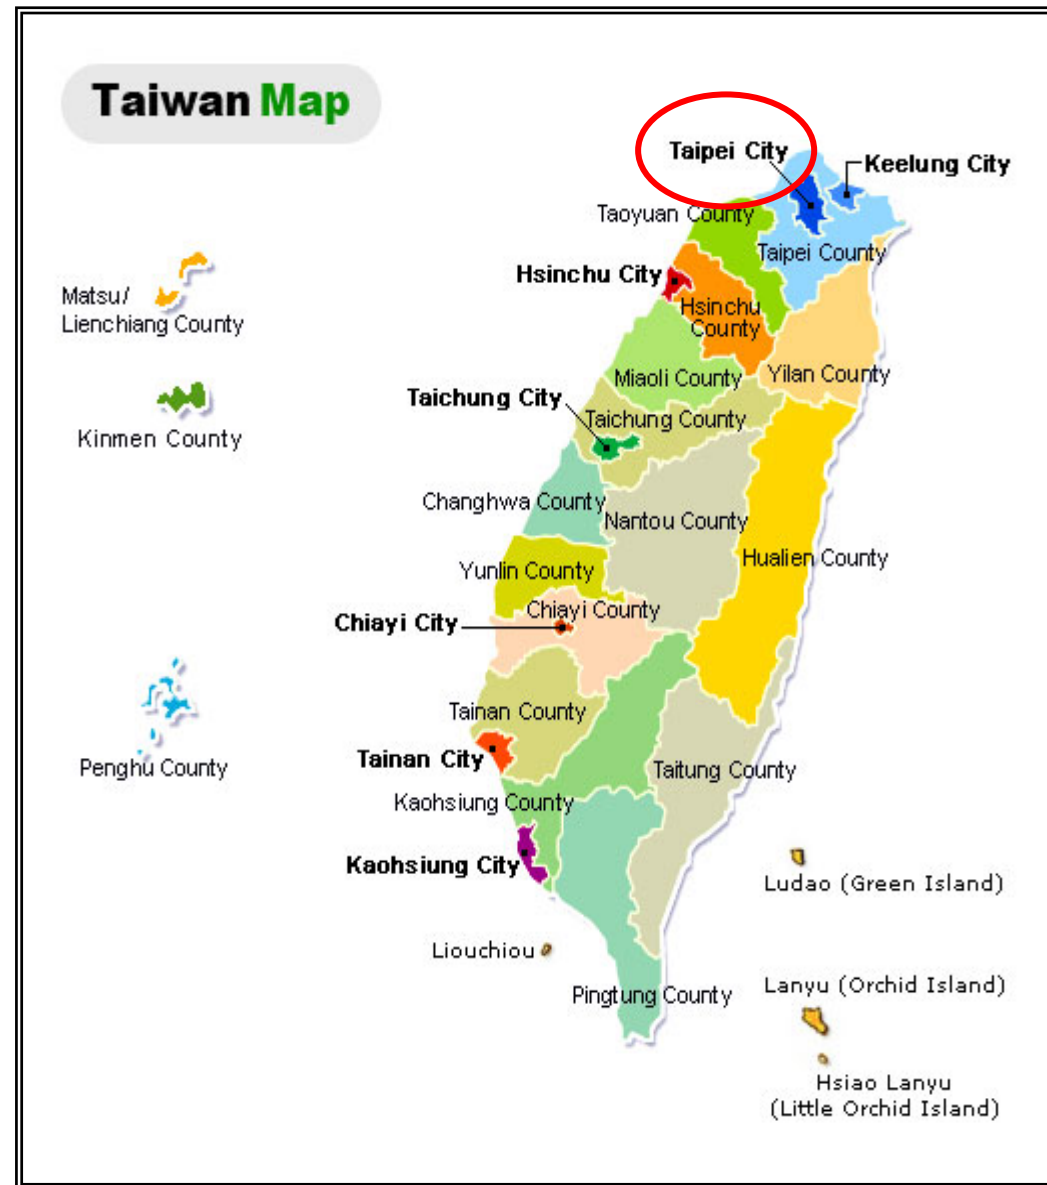 Taiwan Map
Taipei City
Keelung City
Taoyuan County
Taipei County
Hsinchu City
Matsu/
Lienchiang County
Hsinchu
County
Miaoli County
Yilan County
Taichung City
Taichung County
Kinmen County
Changhwa County
Nantou County
Hualien County
Yunlin County
Chiayi County
Chiayi City
Tainan County
Tainan City
Penghu County
Taitung County
Kaohsiung County
Kaohsiung City
Ludao (Green Island)
Liouchiou
Lanyu (Orchid Island)
Pingtung County
Hsiao Lanyu
(Little Orchid Island)